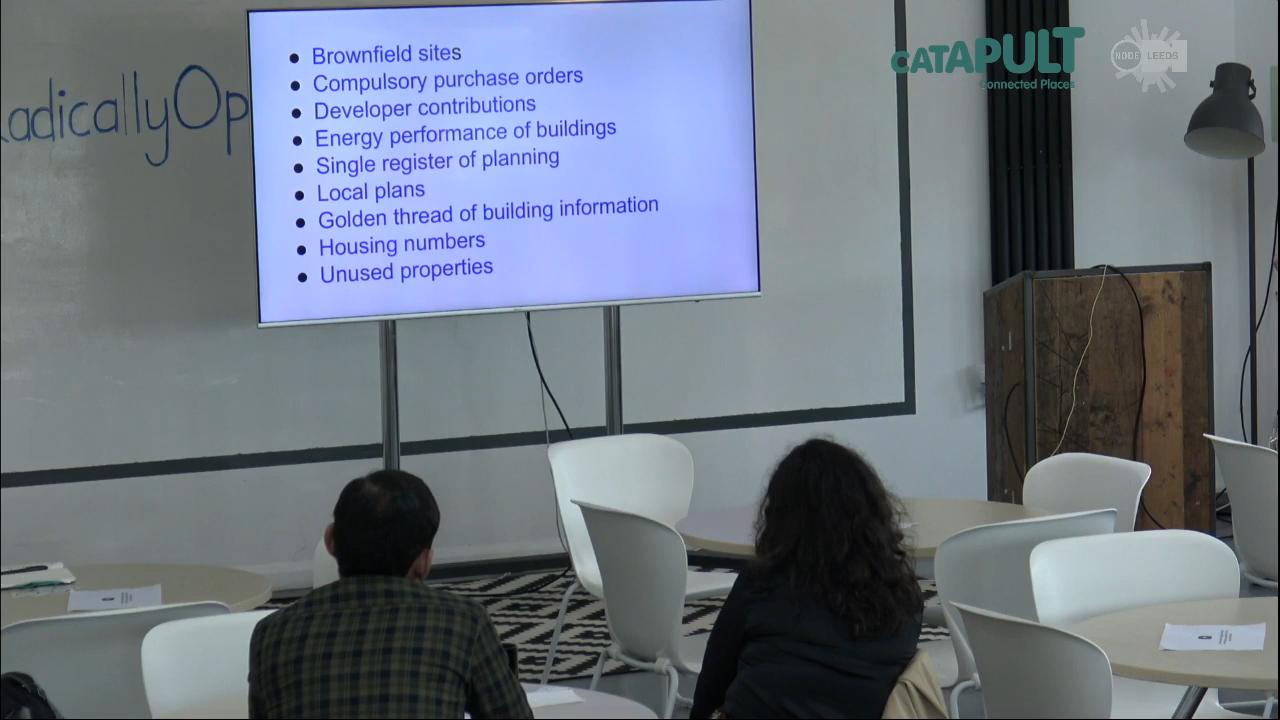 Brownfield sites
Compulsory purchase orders
Developer contributions
Energy performance of buildings
Single register of planning
Local plans
Golden thread of building information
Housing numbers
Unused properties
RadicallyOp
CATAPULT
Connected Places
NODE LEEDS